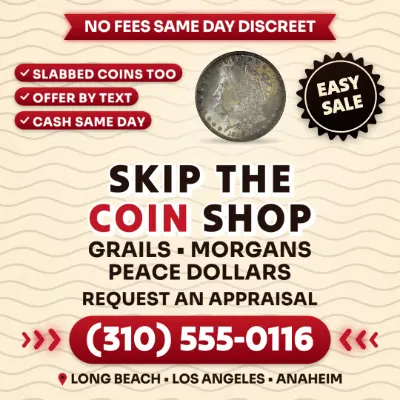 NO FEES SAME DAY DISCREET
SLABBED COINS TOO
OFFER BY TEXT
CASH SAME DAY
EASY
SALE
SKIP THE
COIN SHOP
GRAILS ▪ MORGANS
PEACE DOLLARS
REQUEST AN APPRAISAL
(310) 555-0116
LONG BEACH ▪ LOS ANGELES ▪ ANAHEIM